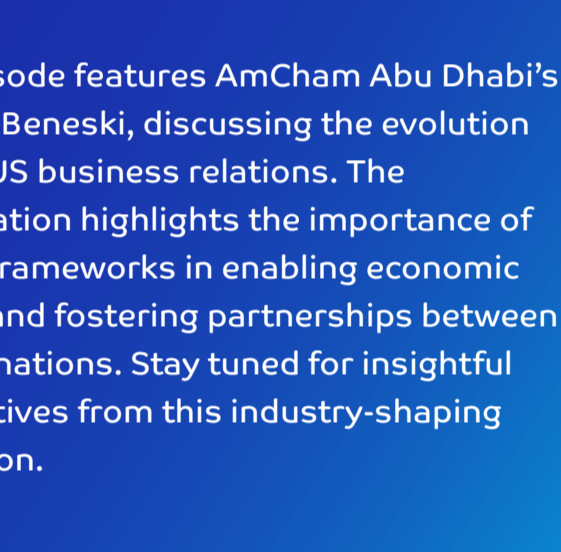 sode features AmCham Abu Dhabi’s
Beneski, discussing the evolution
US business relations. The
ation highlights the importance of
rameworks in enabling economic
and fostering partnerships between
nations. Stay tuned for insightful
tives from this industry-shaping
on.